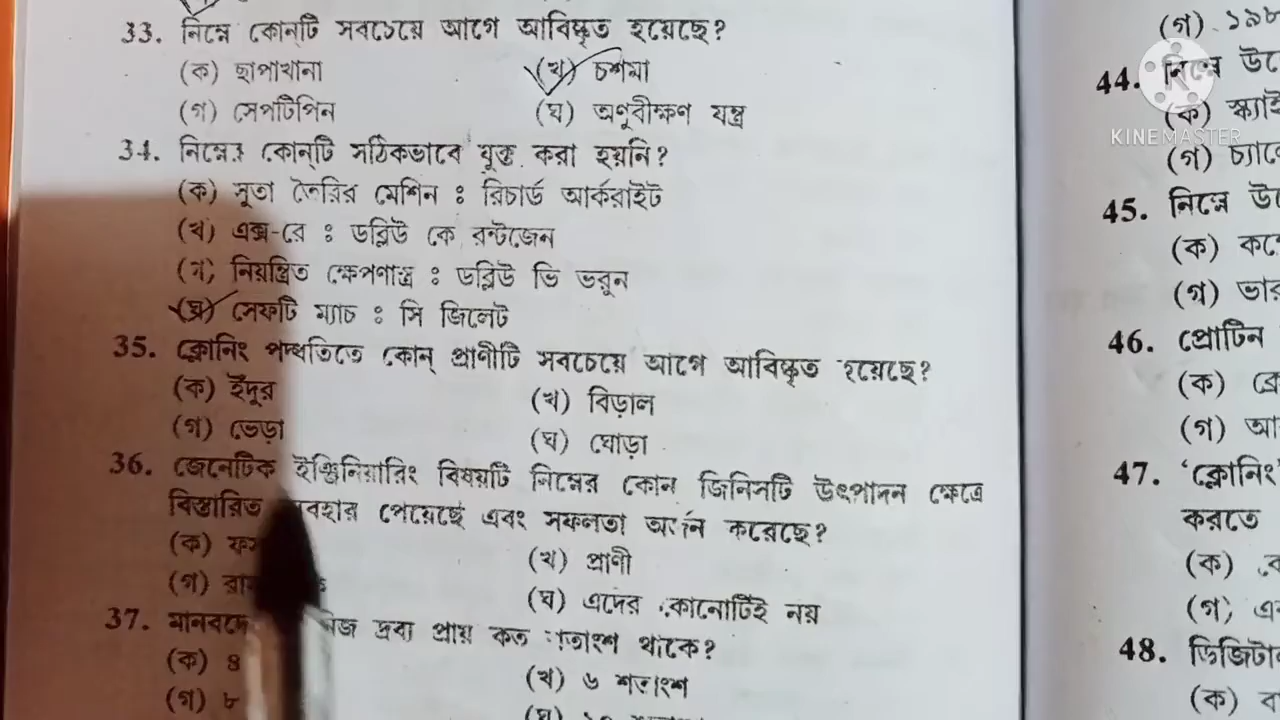 33. নিম্নে কোন্‌টি সবচেয়ে আগে আবিষ্কৃত হয়েছে?
(ক) ছাপাখানা (খ) চশমা
(গ) সেপটিপিন (ঘ) অণুবীক্ষণ যন্ত্র
34. নিম্নের কোন্‌টি সঠিকভাবে যুক্ত করা হয়নি?
(ক) সুতা তৈরির মেশিন : রিচার্ড আর্করাইট
(খ) এক্স-রে : ডব্লিউ কে রন্টজেন
(গ) নিয়ন্ত্রিত ক্ষেপণাস্ত্র : ডব্লিউ ভি ভরুন
(ঘ) সেফটি ম্যাচ : সি জিলেট
35. ক্লোনিং পদ্ধতিতে কোন্ প্রাণীটি সবচেয়ে আগে আবিষ্কৃত হয়েছে?
(ক) ইঁদুর (খ) বিড়াল
(গ) ভেড়া (ঘ) ঘোড়া
36. জেনেটিক ইঞ্জিনিয়ারিং বিষয়টি নিম্নের কোন জিনিসটি উৎপাদন ক্ষেত্রে
বিস্তারিত ব্যবহার পেয়েছে এবং সফলতা অর্জন করেছে?
(ক) (খ) প্রাণী
(গ) (ঘ) এদের কোনোটিই নয়
37. দ্রব্য প্রায় কত শতাংশ থাকে?
(ক) ৪ (খ) ৬ শতাংশ
(গ) ৮
(গ)
44. নিম্নে
(ক)
(গ)
45. নিম্নে
(ক)
(গ)
46. প্রোটিন
(ক)
(গ)
47. ‘ক্লোনিং’
করতে
(ক)
(গ)
48.
(ক)
KINEMASTER